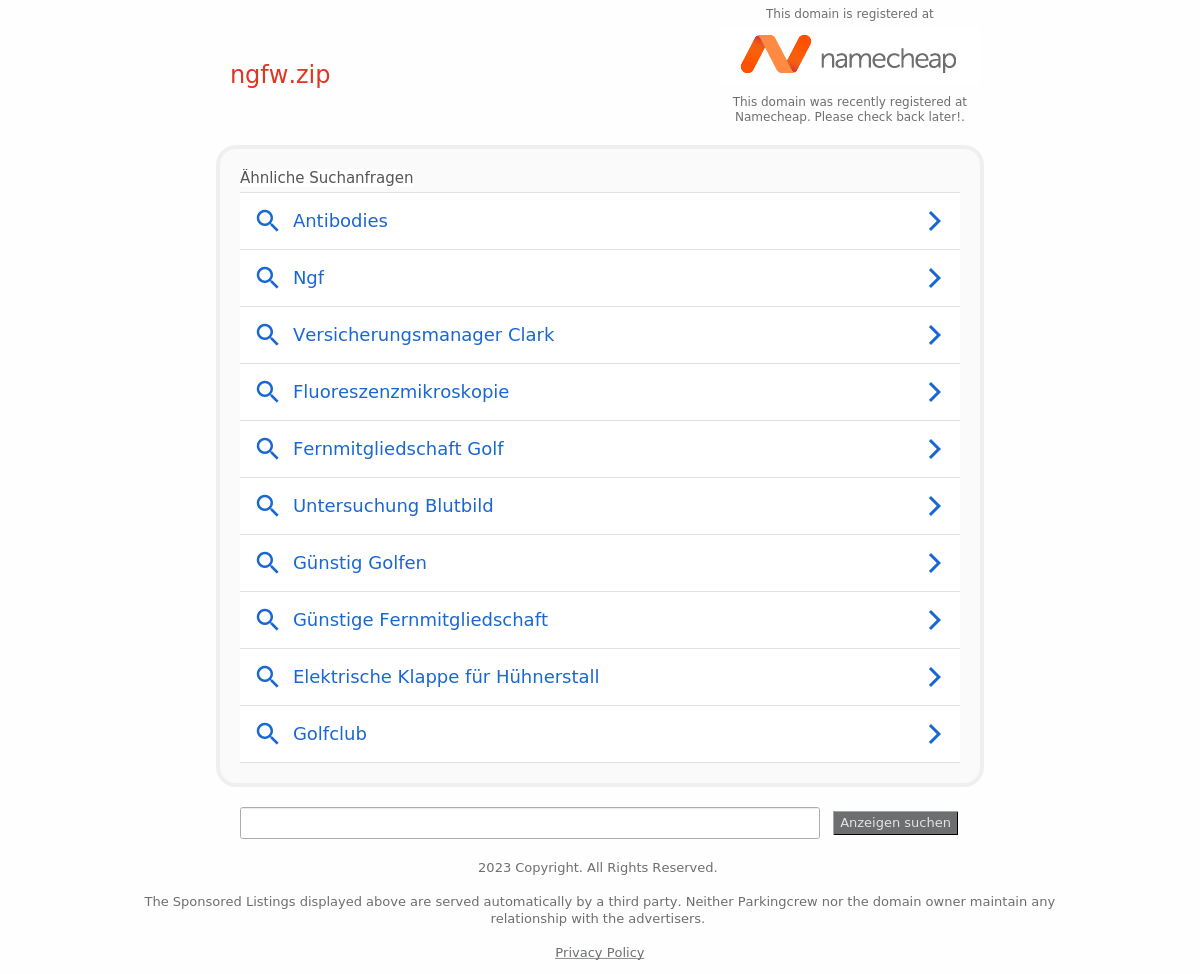 This domain is registered at
namecheap
ngfw.zip
This domain was recently registered at
Namecheap. Please check back later!.
Ähnliche Suchanfragen
Antibodies
Ngf
Versicherungsmanager Clark
Fluoreszenzmikroskopie
Fernmitgliedschaft Golf
Untersuchung Blutbild
Günstig Golfen
Günstige Fernmitgliedschaft
Elektrische Klappe für Hühnerstall
Golfclub
Anzeigen suchen
2023 Copyright. All Rights Reserved.
The Sponsored Listings displayed above are served automatically by a third party. Neither Parkingcrew nor the domain owner maintain any
relationship with the advertisers.
Privacy Policy